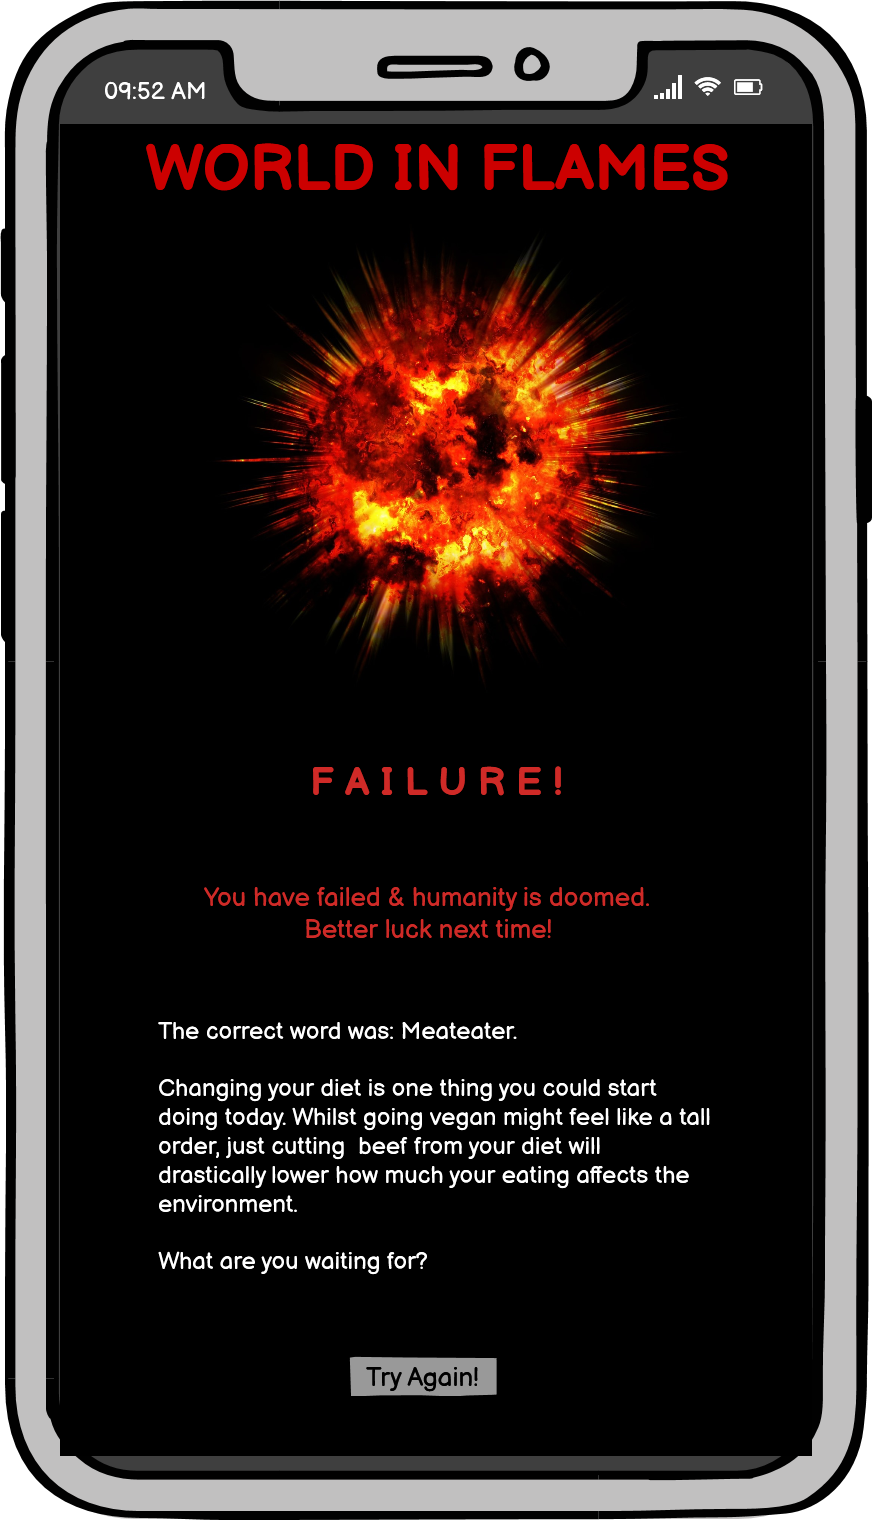 09:52 AM
WORLD IN FLAMES
FAILURE!
You have failed & humanity is doomed.
Better luck next time!
The correct word was: Meateater.
Changing your diet is one thing you could start
doing today. Whilst going vegan might feel like a tall
order, just cutting  beef from your diet will
drastically lower how much your eating affects the
environment.
What are you waiting for?
Try Again!